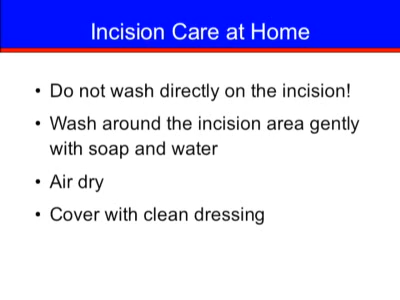 Incision Care at Home
• Do not wash directly on the incision!
• Wash around the incision area gently
with soap and water
• Air dry
• Cover with clean dressing